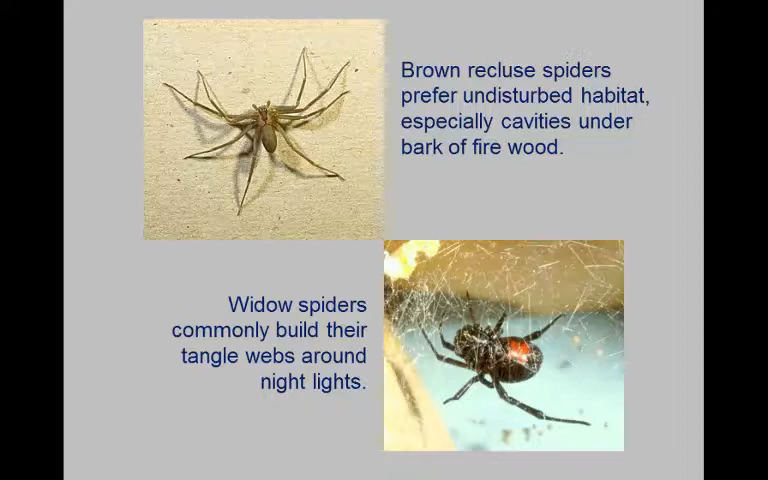 Brown recluse spiders
prefer undisturbed habitat,
especially cavities under
bark of fire wood.
Widow spiders
commonly build their
tangle webs around
night lights.